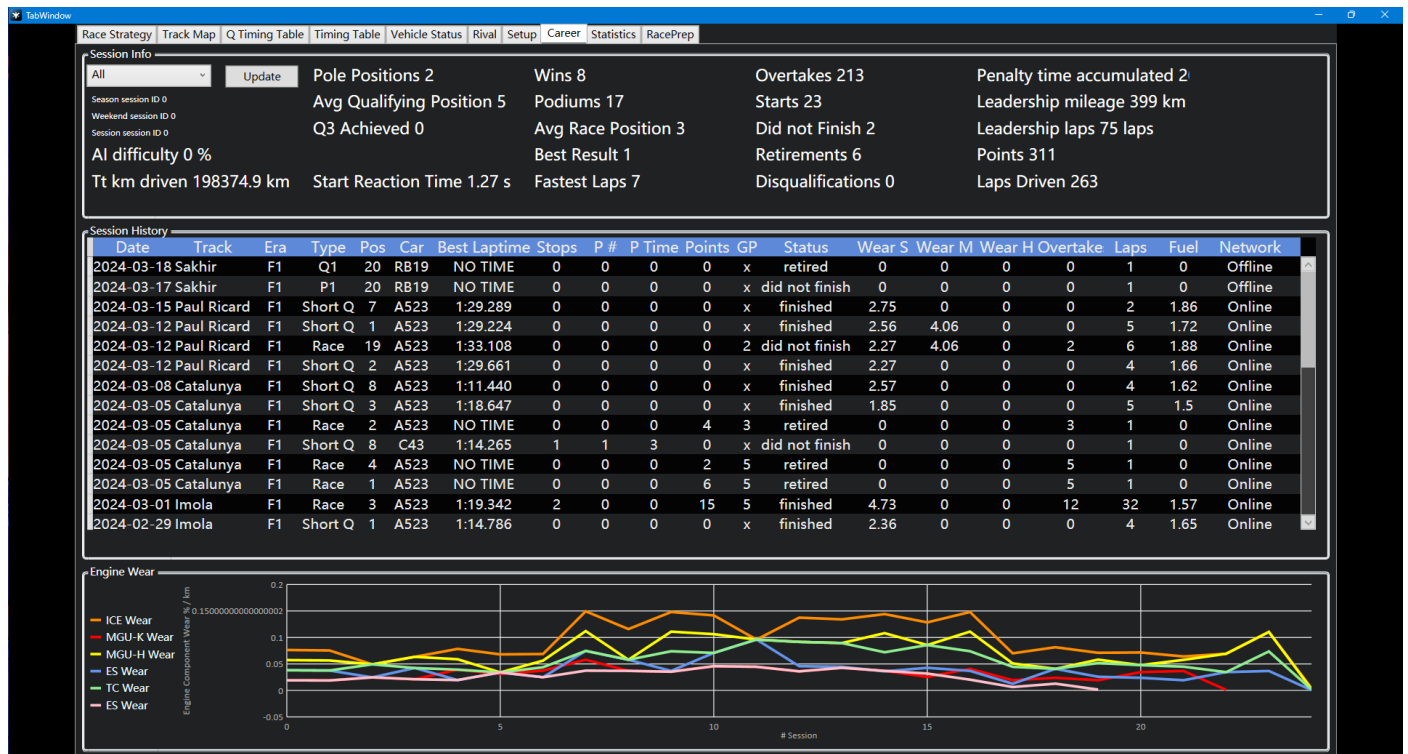 TabWindow
Race Strategy Track Map Q Timing Table Timing Table Vehicle Status Rival Setup Career Statistics RacePrep
Session Info
All Update Pole Positions 2 Wins 8 Overtakes 213 Penalty time accumulated
Season session ID 0 Avg Qualifying Position 5 Podiums 17 Starts 23 Leadership mileage 399 km
Weekend session ID 0
Session session ID 0 Q3 Achieved 0 Avg Race Position 3 Did not Finish 2 Leadership laps 75 laps
AI difficulty 0 % Best Result 1 Retirements 6 Points 311
Tt km driven 198374.9 km Start Reaction Time 1.27 s Fastest Laps 7 Disqualifications 0 Laps Driven 263
Session History
Date Track Era Type Pos Car Best Laptime Stops P # P Time Points GP Status Wear S Wear M Wear H Overtake Laps Fuel Network
2024-03-18 Sakhir F1 Q1 20 RB19 NO TIME 0 0 0 0 x retired 0 0 0 0 1 0 Offline
2024-03-17 Sakhir F1 P1 20 RB19 NO TIME 0 0 0 0 x did not finish 0 0 0 0 1 0 Offline
2024-03-15 Paul Ricard F1 Short Q 7 A523 1:29.289 0 0 0 0 x finished 2.75 0 0 0 2 1.86 Online
2024-03-12 Paul Ricard F1 Short Q 1 A523 1:29.224 0 0 0 0 x finished 2.56 4.06 0 0 5 1.72 Online
2024-03-12 Paul Ricard F1 Race 19 A523 1:33.108 0 0 0 0 2 did not finish 2.27 4.06 0 2 6 1.88 Online
2024-03-12 Paul Ricard F1 Short Q 2 A523 1:29.661 0 0 0 0 x finished 2.27 0 0 0 4 1.66 Online
2024-03-08 Catalunya F1 Short Q 8 A523 1:11.440 0 0 0 0 x finished 2.57 0 0 0 4 1.62 Online
2024-03-05 Catalunya F1 Short Q 3 A523 1:18.647 0 0 0 0 x finished 1.85 0 0 0 5 1.5 Online
2024-03-05 Catalunya F1 Race 2 A523 NO TIME 0 0 0 4 3 retired 0 0 0 3 1 0 Online
2024-03-05 Catalunya F1 Short Q 8 C43 1:14.265 1 1 3 0 x did not finish 0 0 0 0 1 0 Online
2024-03-05 Catalunya F1 Race 4 A523 NO TIME 0 0 0 2 5 retired 0 0 0 5 1 0 Online
2024-03-05 Catalunya F1 Race 1 A523 NO TIME 0 0 0 6 5 retired 0 0 0 5 1 0 Online
2024-03-01 Imola F1 Race 3 A523 1:19.342 2 0 0 15 5 finished 4.73 0 0 12 32 1.57 Online
2024-02-29 Imola F1 Short Q 1 A523 1:14.786 0 0 0 0 x finished 2.36 0 0 0 4 1.65 Online
Engine Wear
ICE Wear
MGU-K Wear
MGU-H Wear
ES Wear
TC Wear
ES Wear
Engine Component Wear % / km
0.2
0.15000000000000002
0.1
0.05
0
-0.05
0 5 10 15 20
# Session